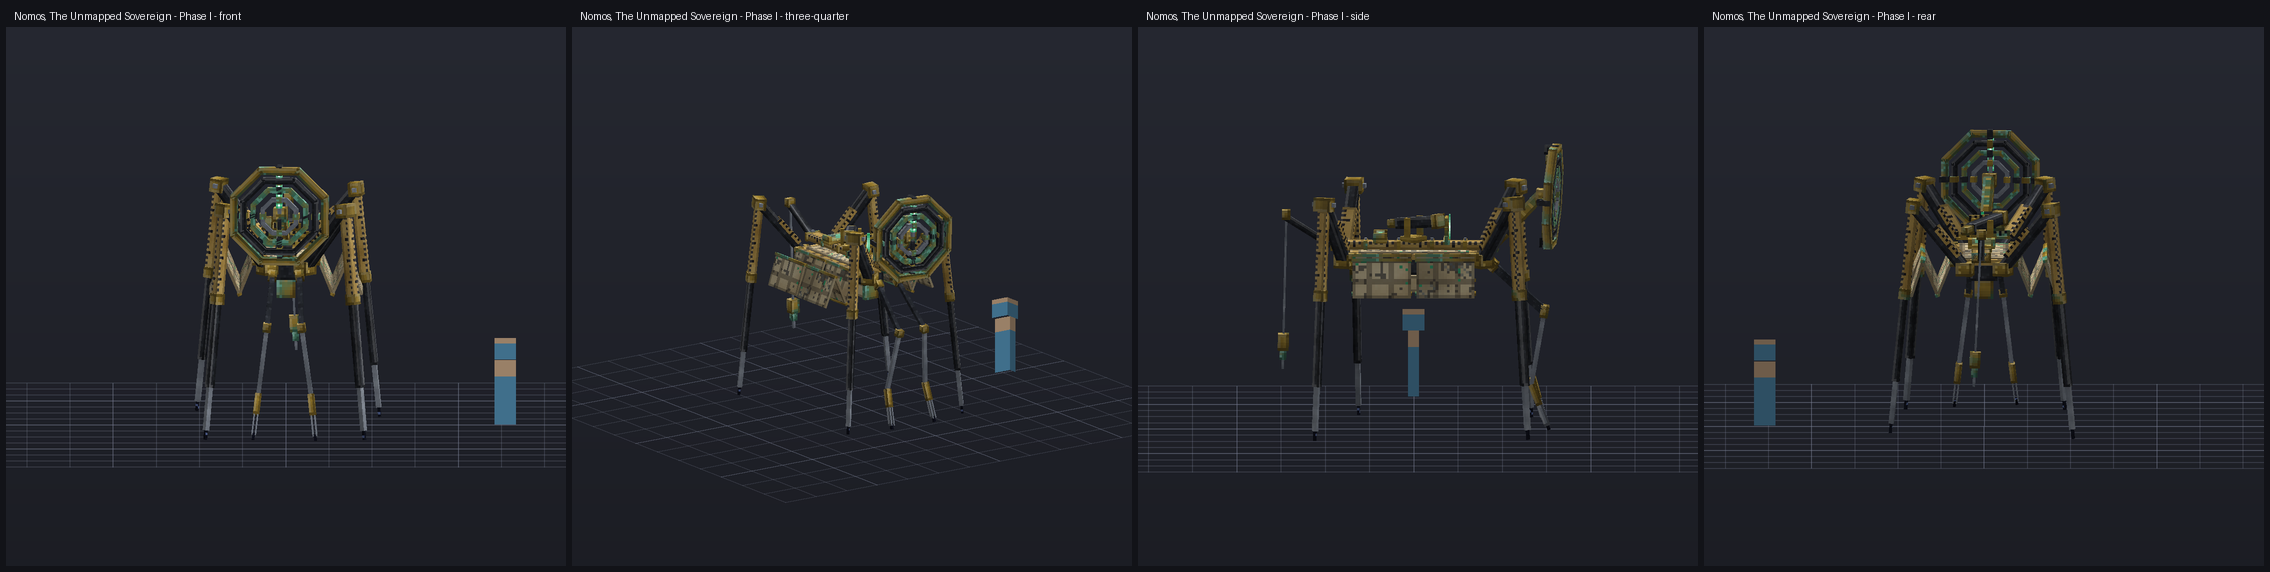 Nomos, The Unmapped Sovereign - Phase I - front
Nomos, The Unmapped Sovereign - Phase I - three-quarter
Nomos, The Unmapped Sovereign - Phase I - side
Nomos, The Unmapped Sovereign - Phase I - rear